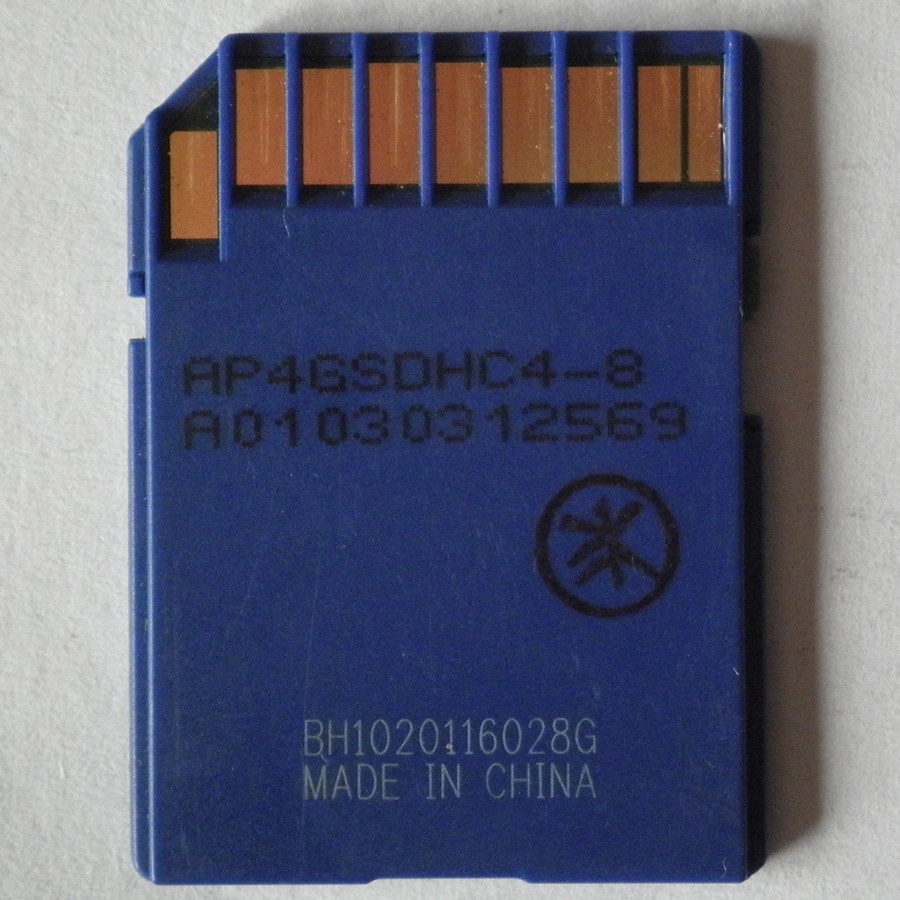 AP4GSDHC4-8
A01030312569
BH1020116028G
MADE IN CHINA